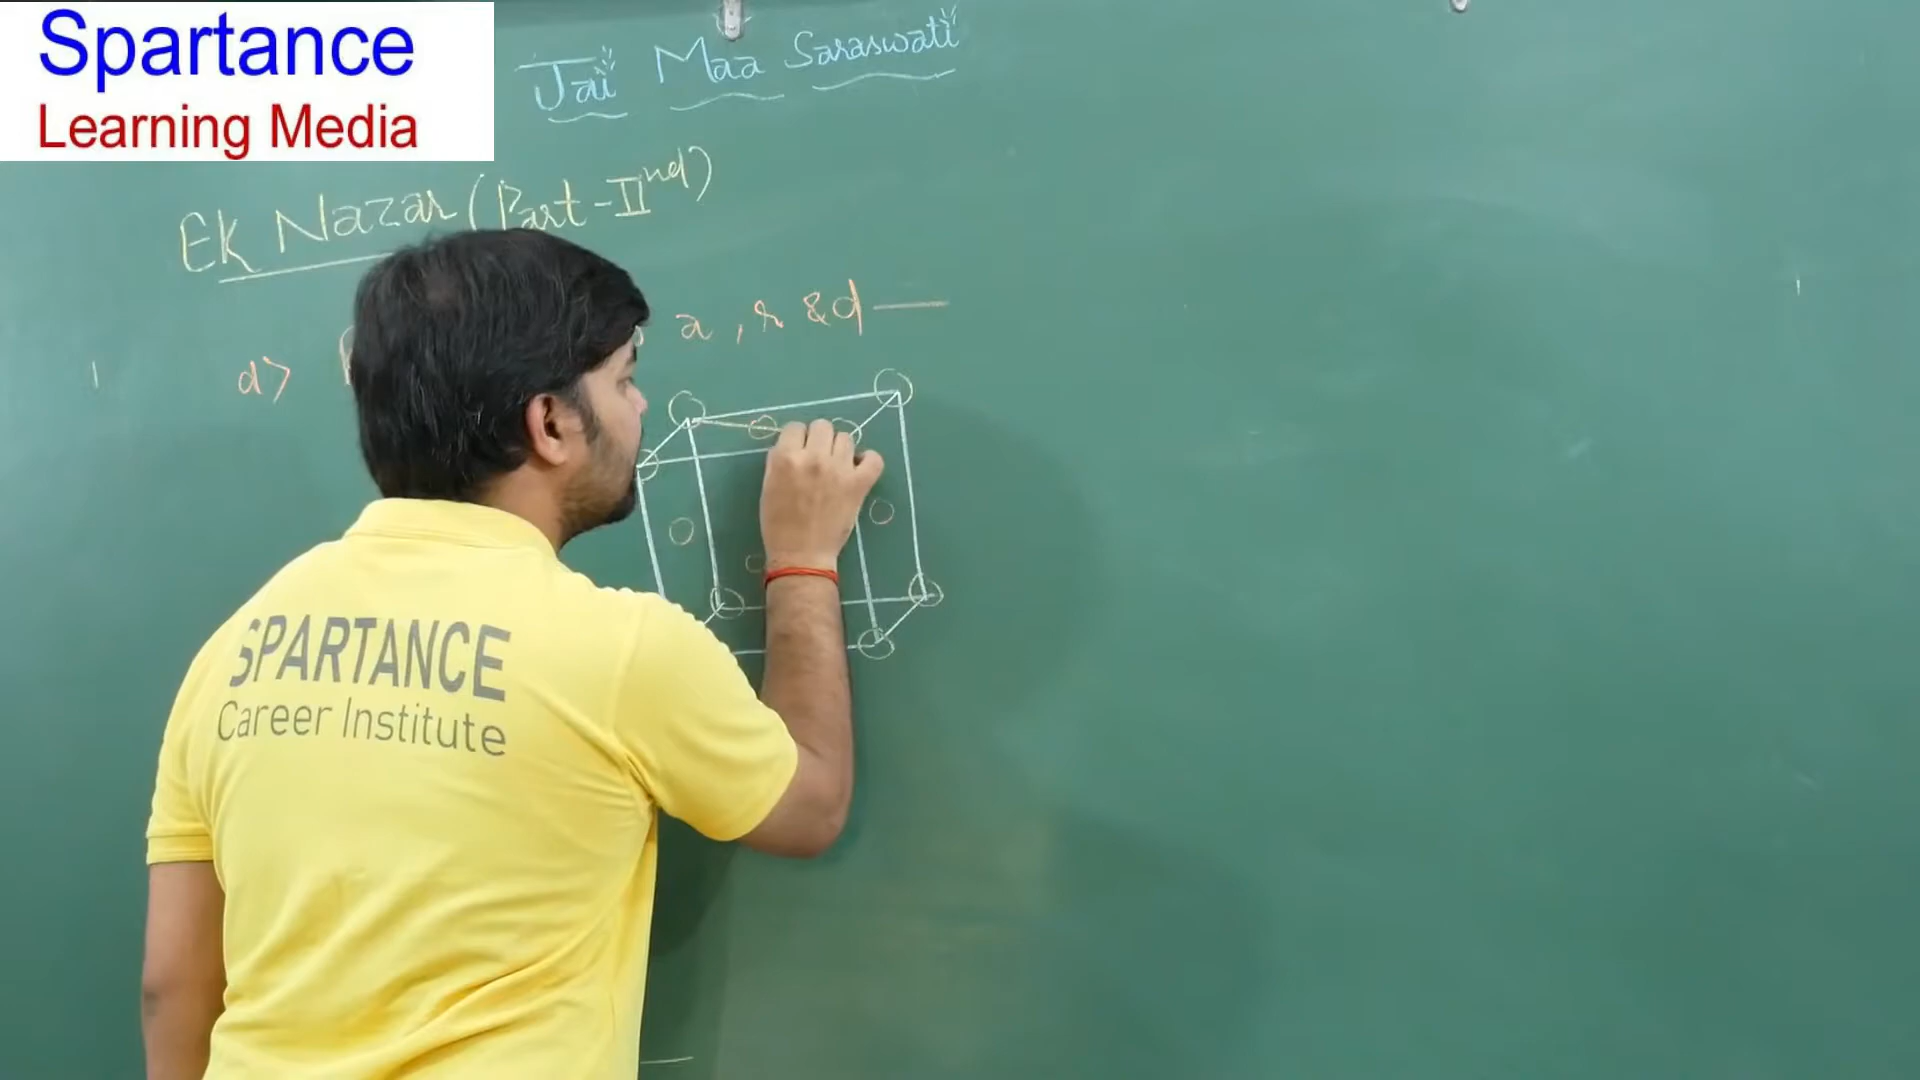 Spartance
Learning Media
Jai Maa Saraswati
Ek Nazar (Part-IInd)
a , r & d —
d>
SPARTANCE
Career Institute